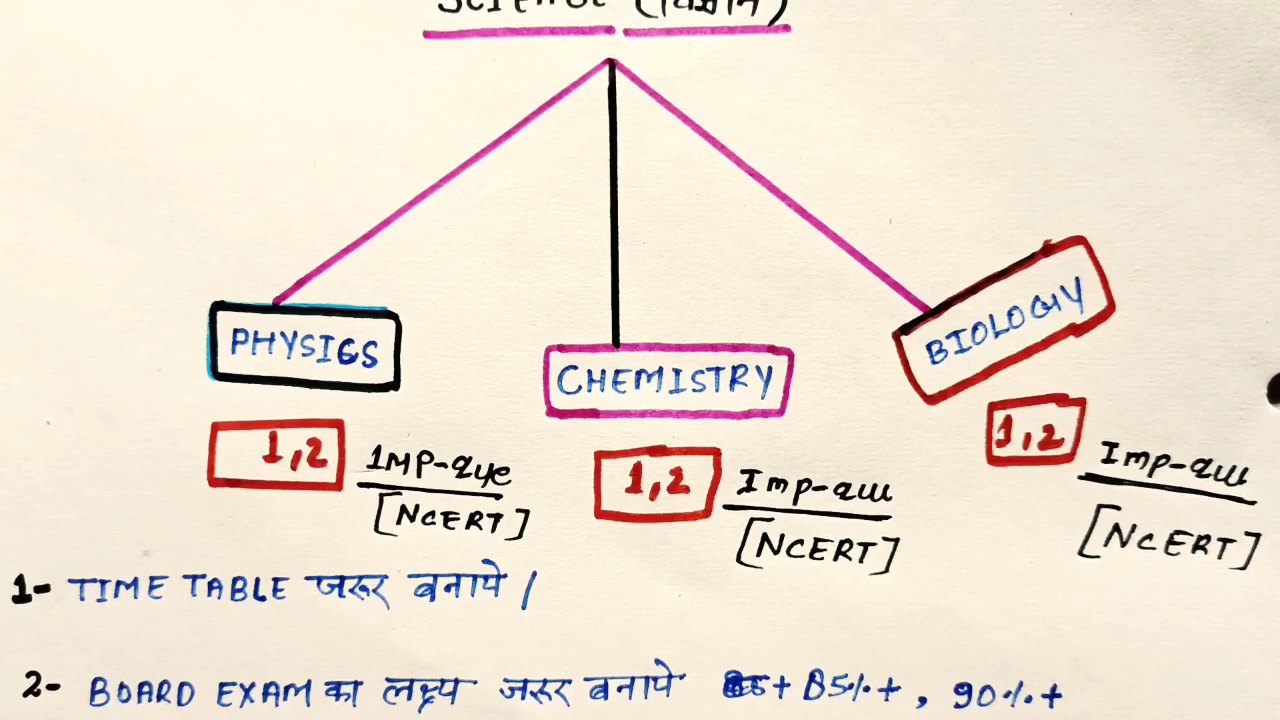 Science (विज्ञान)
PHYSICS
CHEMISTRY
BIOLOGY
1,2
IMP-que
[NCERT]
1,2
Imp-que
[NCERT]
1,2
Imp-que
[NCERT]
1- TIME TABLE जरूर बनाये |
2- BOARD EXAM का लक्ष्य जरूर बनाये + 85%+, 90%+